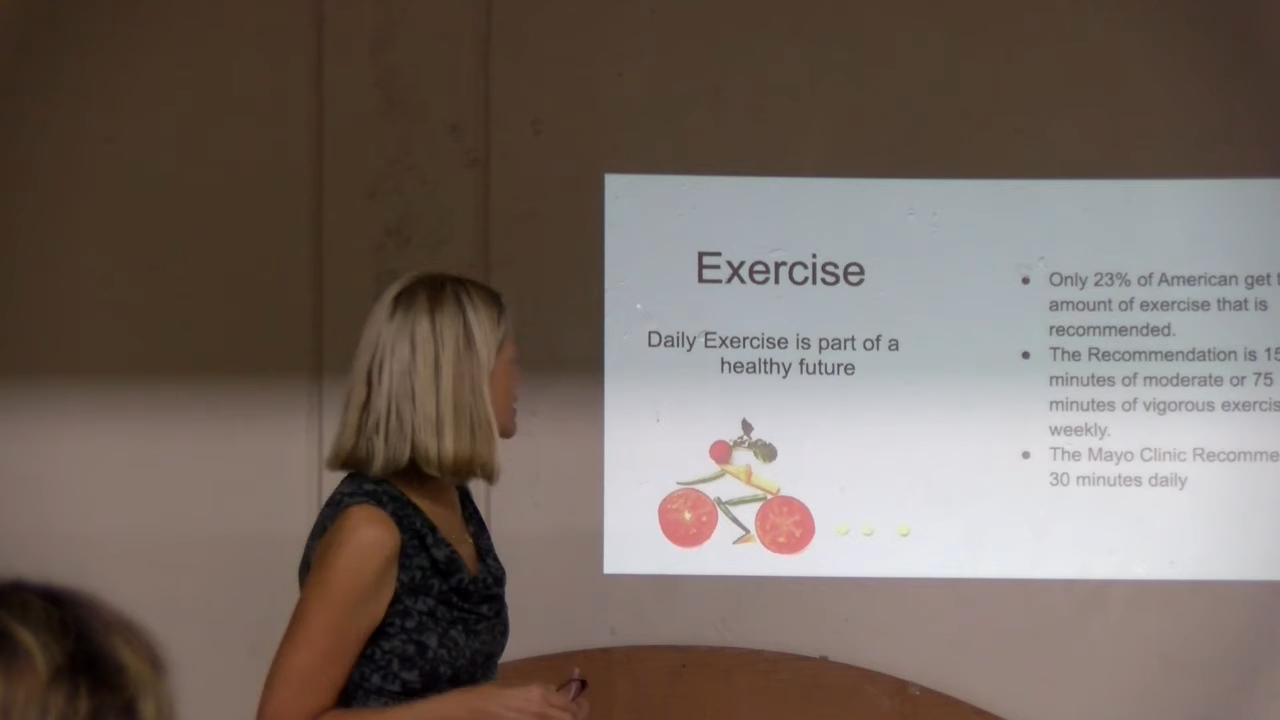 Exercise
Daily Exercise is part of a
healthy future
Only 23% of American get
amount of exercise that is
recommended.
The Recommendation is
minutes of moderate or 75
minutes of vigorous
weekly.
The Mayo Clinic
30 minutes daily